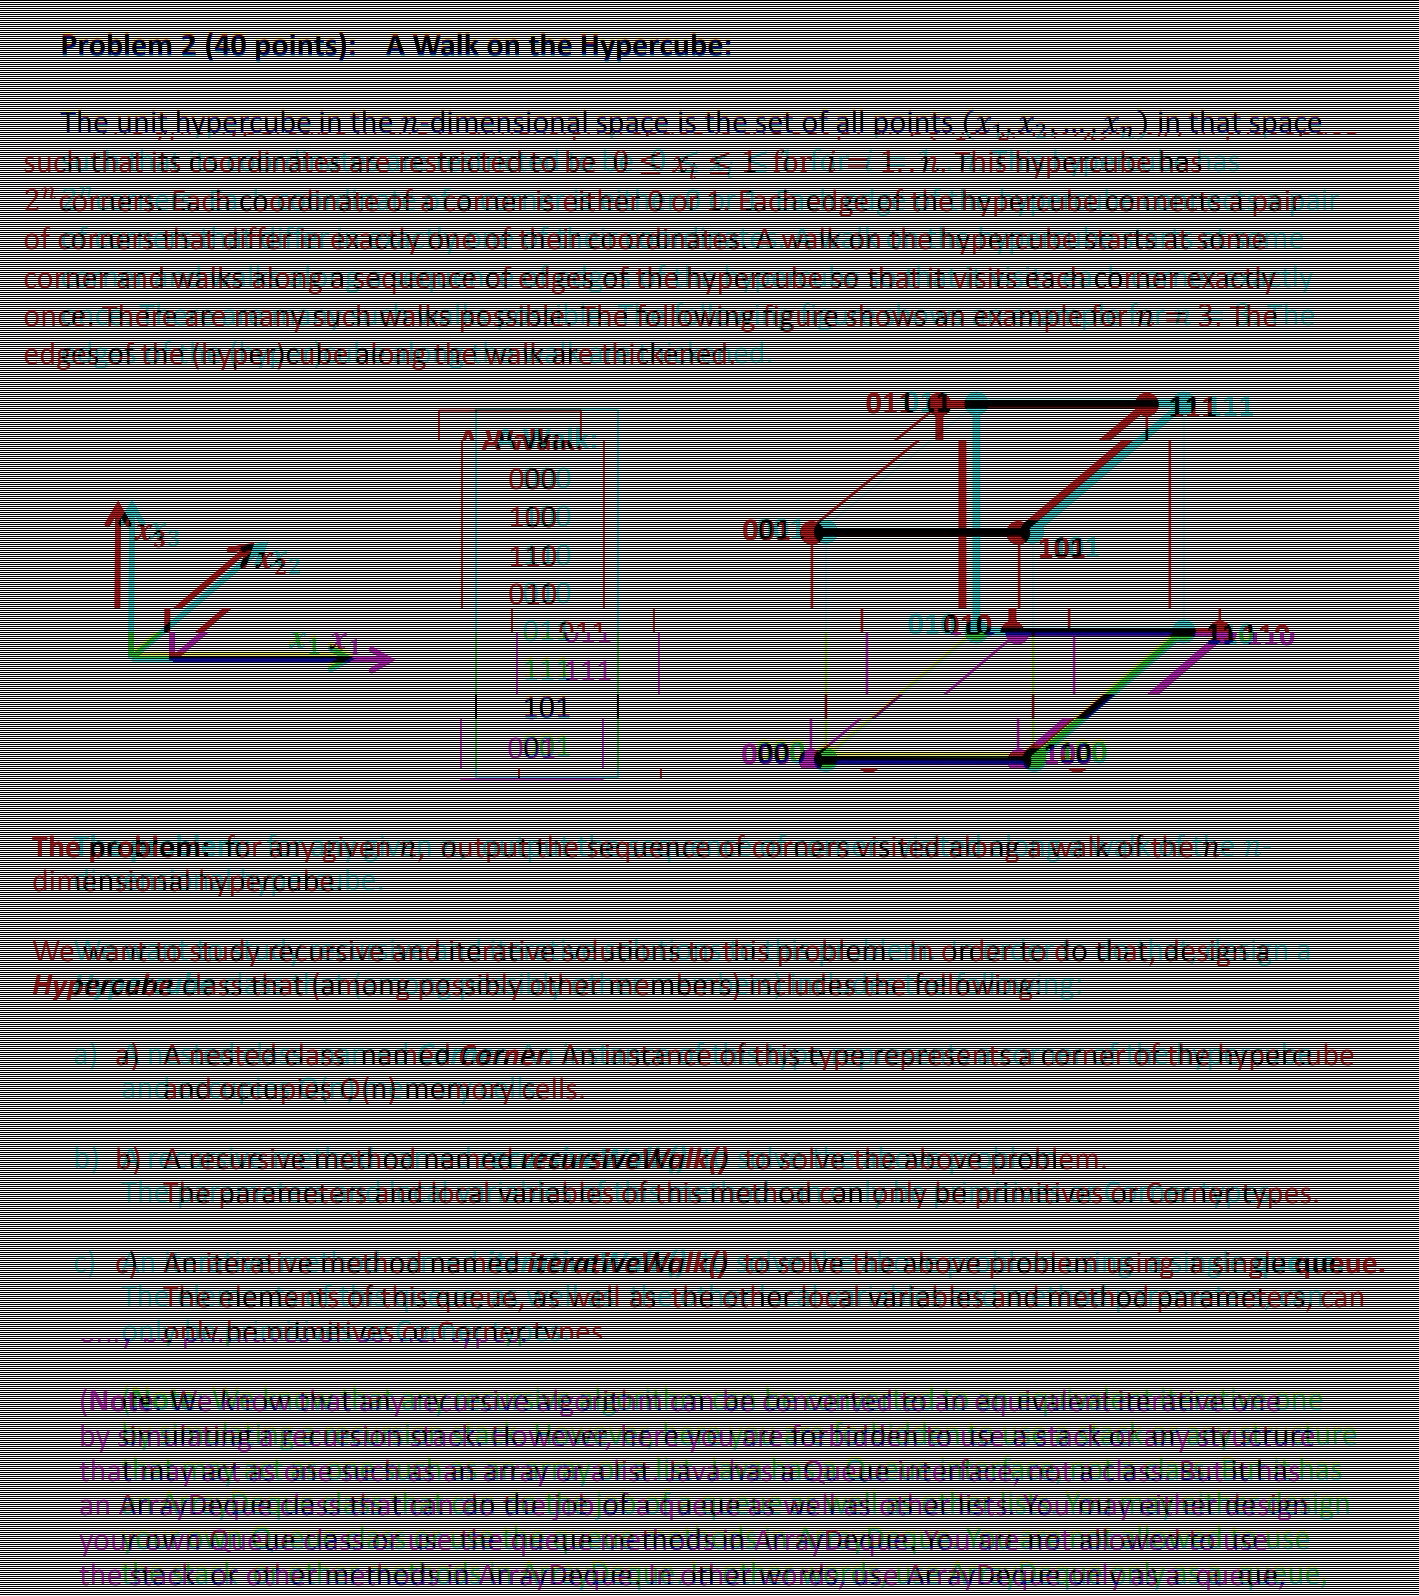 Problem 2 (40 points): A Walk on the Hypercube:
The unit hypercube in the n-dimensional space is the set of all points (x₁, x₂, ..., xₙ) in that space
such that its coordinates are restricted to be 0 ≤ xᵢ ≤ 1 for i = 1..n. This hypercube has
2ⁿ corners. Each coordinate of a corner is either 0 or 1. Each edge of the hypercube connects a pair
of corners that differ in exactly one of their coordinates. A walk on the hypercube starts at some
corner and walks along a sequence of edges of the hypercube so that it visits each corner exactly
once. There are many such walks possible. The following figure shows an example for n = 3. The
edges of the (hyper)cube along the walk are thickened.
x₃
x₂
x₁
A Walk:
000
100
110
010
011
111
101
001
011
111
001
101
010
110
000
100
The problem: for any given n, output the sequence of corners visited along a walk of the n-
dimensional hypercube.
We want to study recursive and iterative solutions to this problem. In order to do that, design a
Hypercube class that (among possibly other members) includes the following:
a) A nested class named Corner. An instance of this type represents a corner of the hypercube
and occupies O(n) memory cells.
b) A recursive method named recursiveWalk() to solve the above problem.
The parameters and local variables of this method can only be primitives or Corner types.
c) An iterative method named iterativeWalk() to solve the above problem using a single queue.
The elements of this queue, as well as the other local variables and method parameters, can
only be primitives or Corner types
(Note: We know that any recursive algorithm can be converted to an equivalent iterative one
by simulating a recursion stack. However, here you are forbidden to use a stack or any structure
that may act as one such as an array or a list. Java has a Queue interface, not a class. But it has
an ArrayDeque class that can do the job of a queue as well as other lists. You may either design
your own Queue class or use the queue methods in ArrayDeque. You are not allowed to use
the stack or other methods in ArrayDeque. In other words, use ArrayDeque only as a queue,